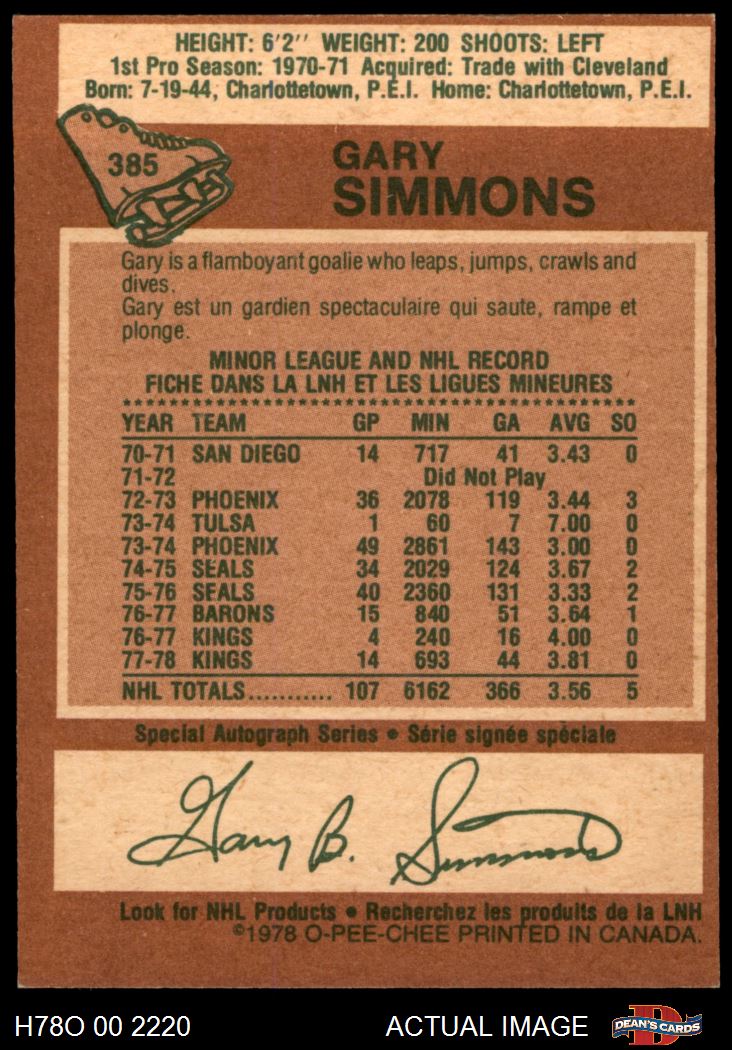 HEIGHT: 6'2'' WEIGHT: 200 SHOOTS: LEFT
1st Pro Season: 1970-71 Acquired: Trade with Cleveland
Born: 7-19-44, Charlottetown, P.E.I. Home: Charlottetown, P.E.I.
385
GARY
SIMMONS
Gary is a flamboyant goalie who leaps, jumps, crawls and
dives.
Gary est un gardien spectaculaire qui saute, rampe et
plonge.
MINOR LEAGUE AND NHL RECORD
FICHE DANS LA LNH ET LES LIGUES MINEURES
YEAR TEAM GP MIN GA AVG SO
70-71 SAN DIEGO 14 717 41 3.43 0
71-72 Did Not Play
72-73 PHOENIX 36 2078 119 3.44 3
73-74 TULSA 1 60 7 7.00 0
73-74 PHOENIX 49 2861 143 3.00 0
74-75 SEALS 34 2029 124 3.67 2
75-76 SEALS 40 2360 131 3.33 2
76-77 BARONS 15 840 51 3.64 1
76-77 KINGS 4 240 16 4.00 0
77-78 KINGS 14 693 44 3.81 0
NHL TOTALS........... 107 6162 366 3.56 5
Special Autograph Series • Série signée spéciale
Gary B. Simmons
Look for NHL Products • Recherchez les produits de la LNH
©1978 O-PEE-CHEE PRINTED IN CANADA.
H78O 00 2220 ACTUAL IMAGE D DEAN'S CARDS